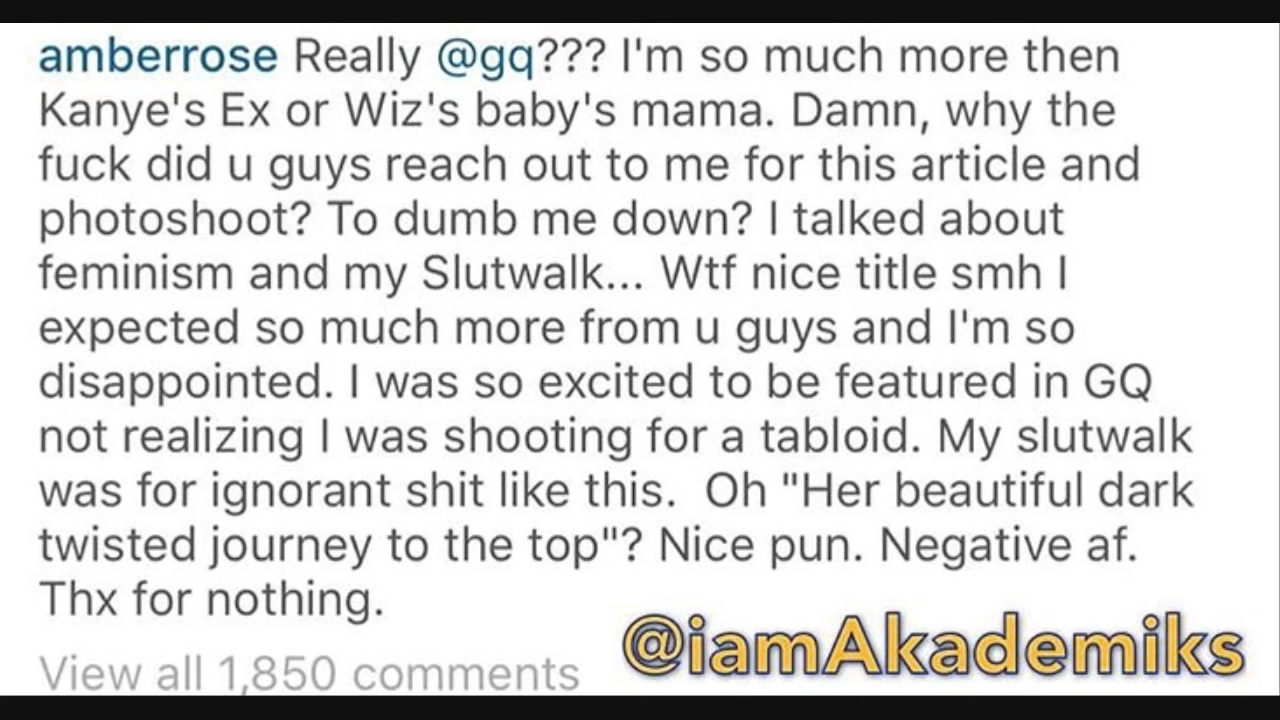 amberrose Really @gq??? I'm so much more then
Kanye's Ex or Wiz's baby's mama. Damn, why the
fuck did u guys reach out to me for this article and
photoshoot? To dumb me down? I talked about
feminism and my Slutwalk... Wtf nice title smh I
expected so much more from u guys and I'm so
disappointed. I was so excited to be featured in GQ
not realizing I was shooting for a tabloid. My slutwalk
was for ignorant shit like this.  Oh "Her beautiful dark
twisted journey to the top"? Nice pun. Negative af.
Thx for nothing.
View all 1,850 comments
@iamAkademiks